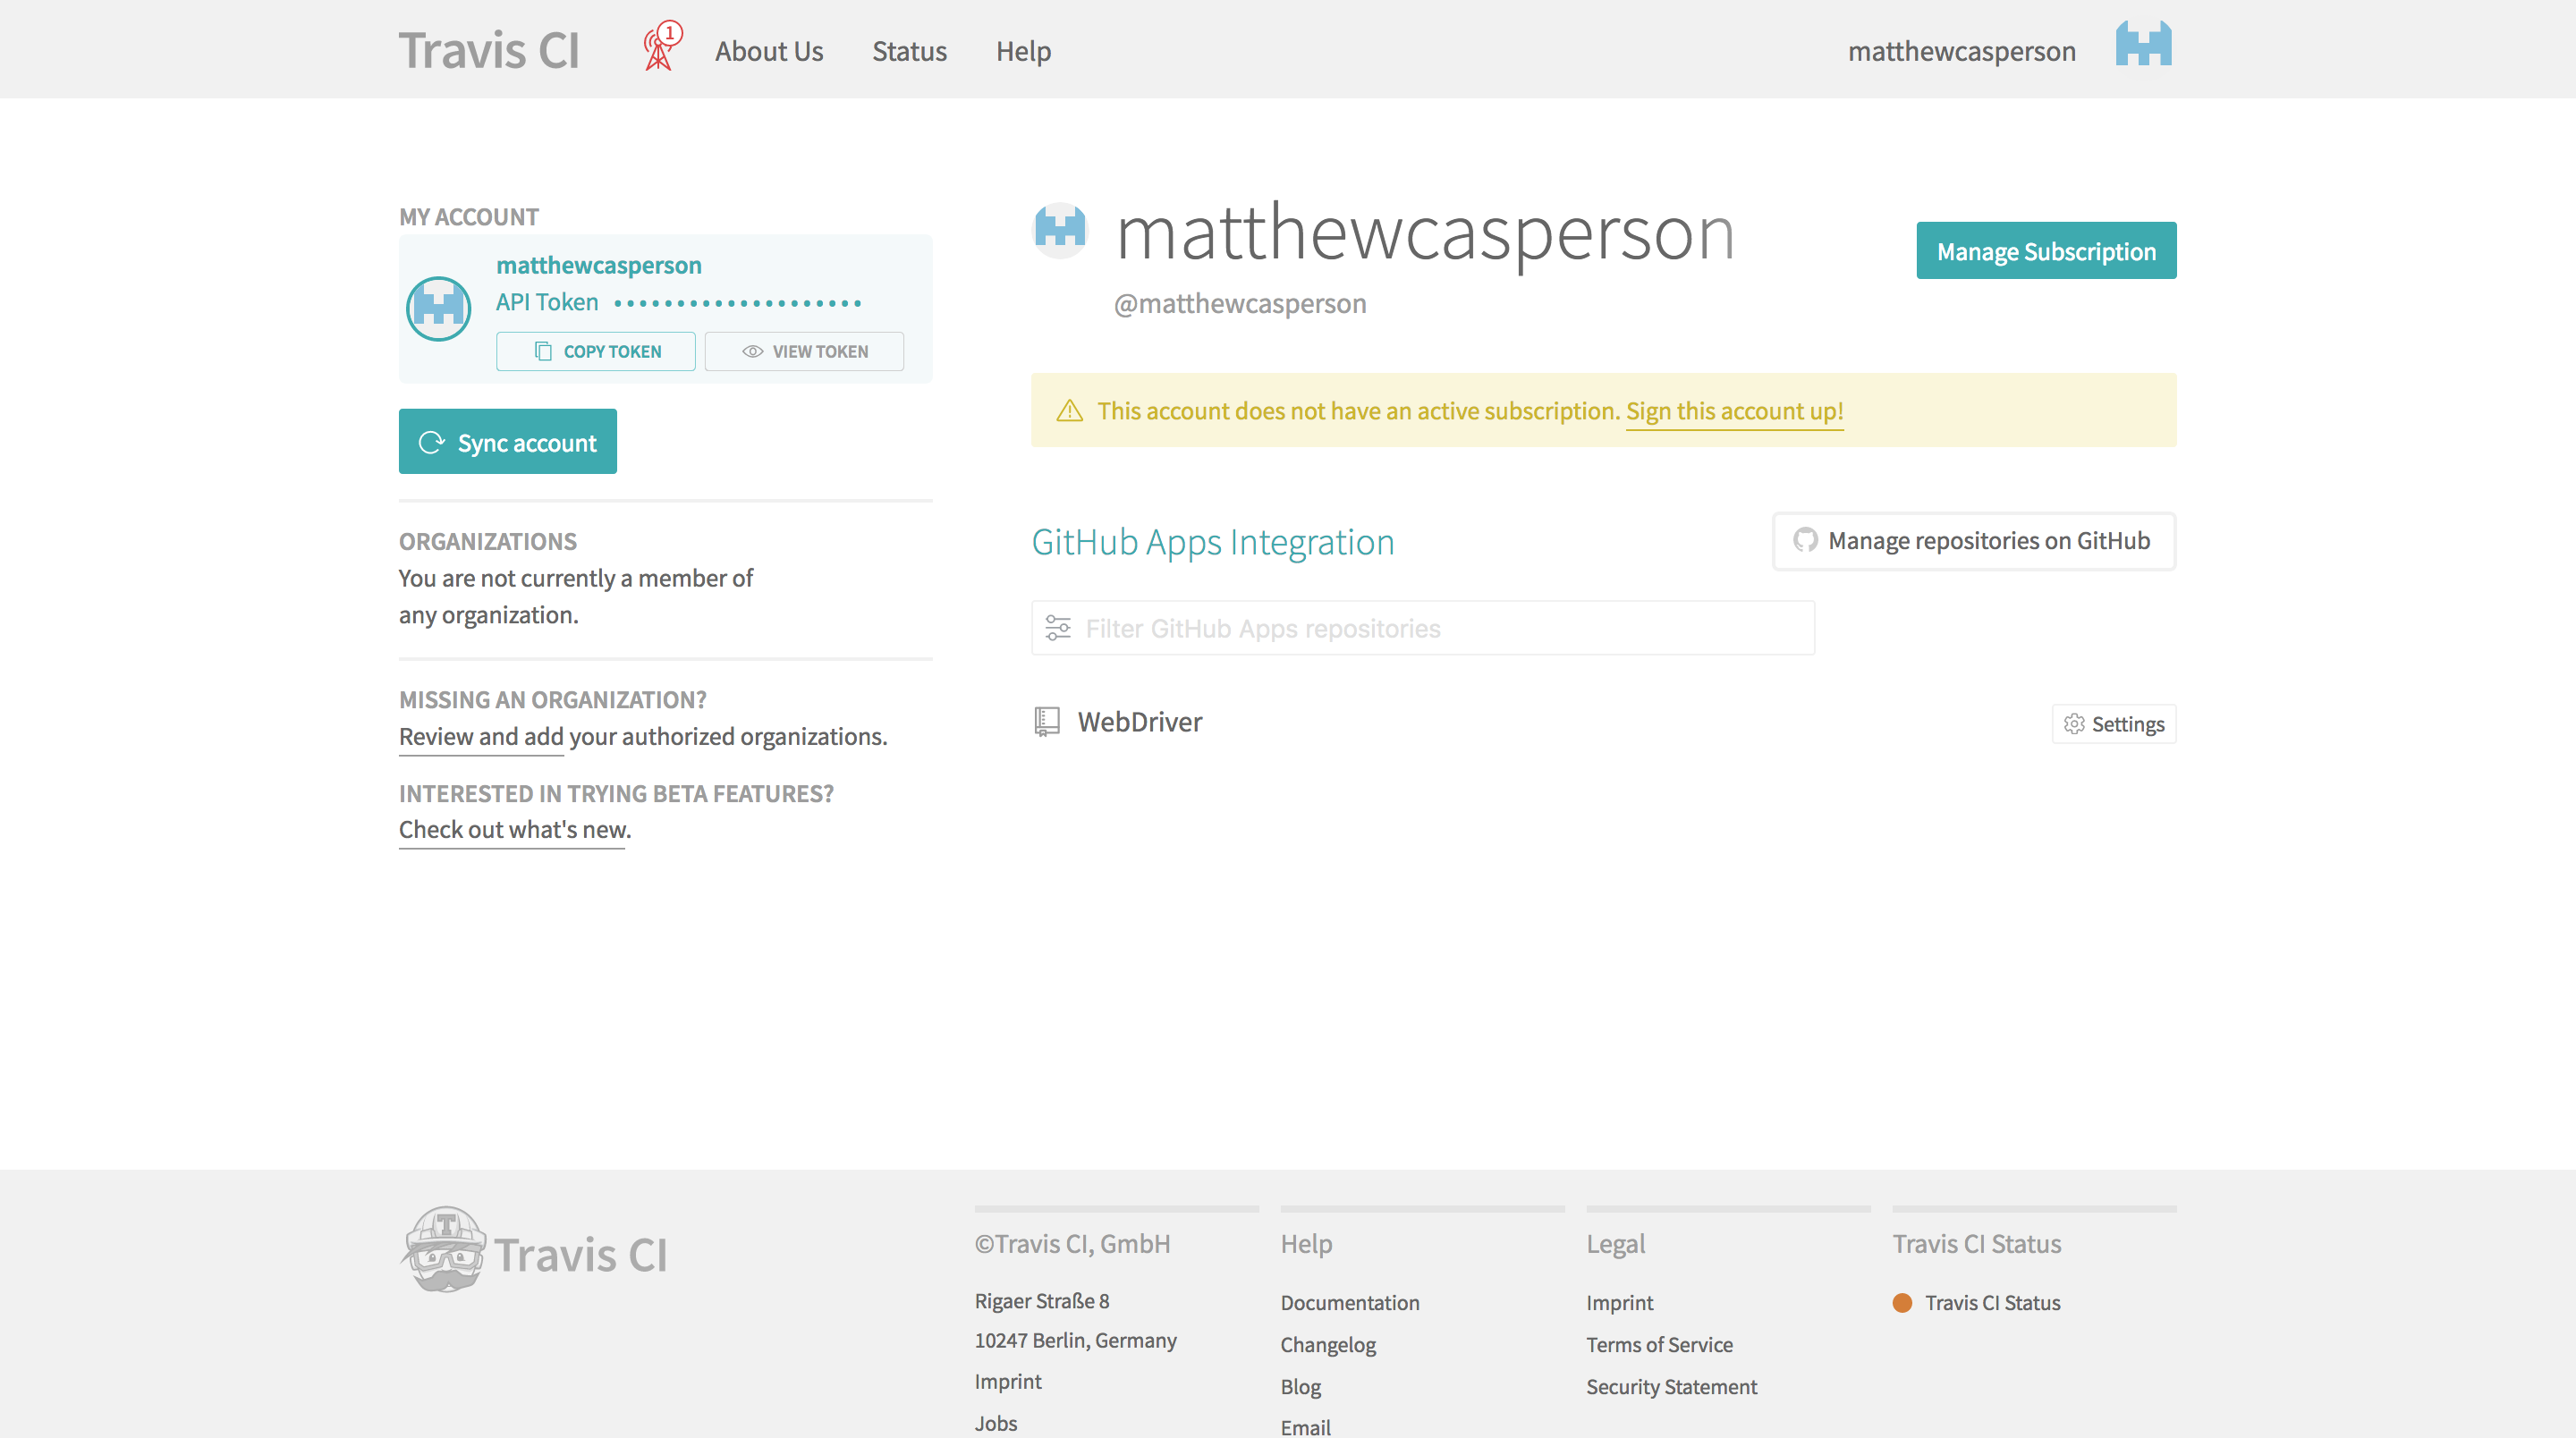 Travis CI
1
About Us
Status
Help
matthewcasperson
MY ACCOUNT
matthewcasperson
API Token ••••••••••••••••••••
COPY TOKEN
VIEW TOKEN
Sync account
ORGANIZATIONS
You are not currently a member of
any organization.
MISSING AN ORGANIZATION?
Review and add your authorized organizations.
INTERESTED IN TRYING BETA FEATURES?
Check out what's new.
matthewcasperson
@matthewcasperson
Manage Subscription
This account does not have an active subscription. Sign this account up!
GitHub Apps Integration
Manage repositories on GitHub
Filter GitHub Apps repositories
WebDriver
Settings
T
Travis CI
©Travis CI, GmbH
Rigaer Straße 8
10247 Berlin, Germany
Imprint
Jobs
Help
Documentation
Changelog
Blog
Email
Legal
Imprint
Terms of Service
Security Statement
Travis CI Status
Travis CI Status